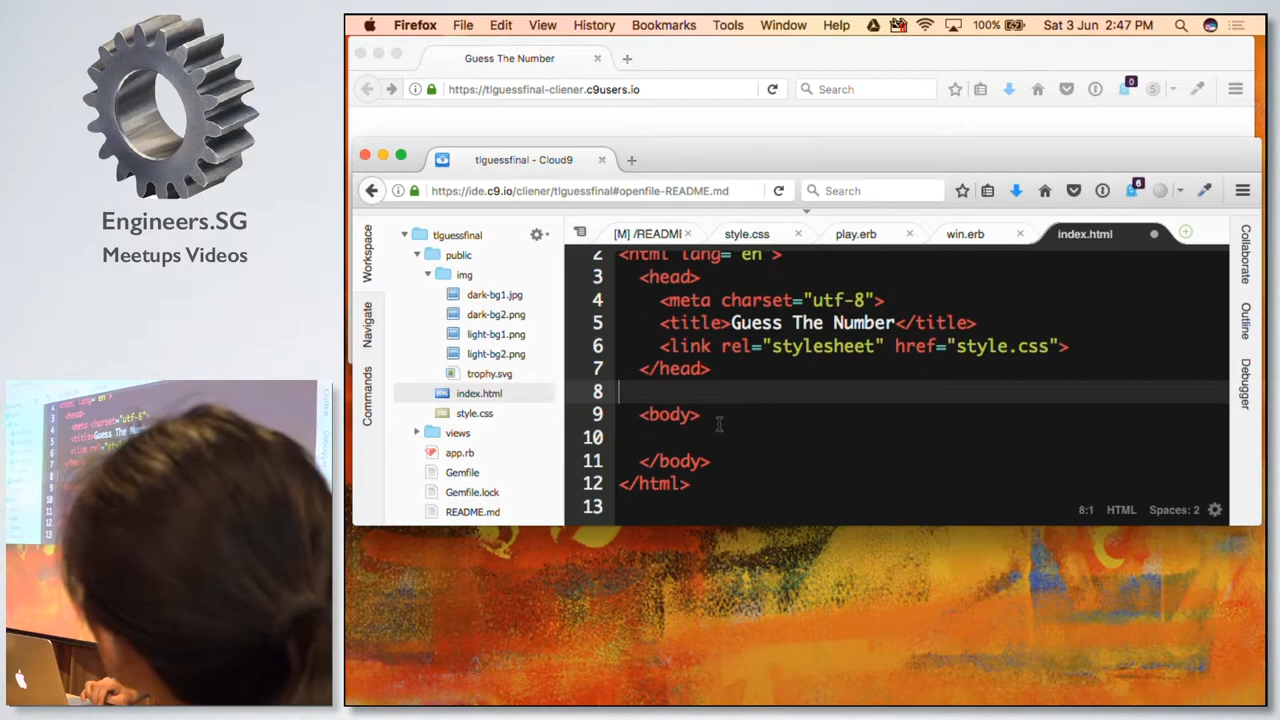 Engineers.SG
Meetups Videos
Firefox File Edit View History Bookmarks Tools Window Help 100% Sat 3 Jun 2:47 PM
Guess The Number
https://tlguessfinal-cliener.c9users.io
Search
0
S
tlguessfinal - Cloud9
https://ide.c9.io/cliener/tlguessfinal#openfile-README.md
Search
6
Workspace
Navigate
Commands
tlguessfinal
public
img
dark-bg1.jpg
dark-bg2.png
light-bg1.png
light-bg2.png
trophy.svg
index.html
style.css
views
app.rb
Gemfile
Gemfile.lock
README.md
[M] /READMI style.css play.erb win.erb index.html
2 <html lang="en">
3 <head>
4 <meta charset="utf-8">
5 <title>Guess The Number</title>
6 <link rel="stylesheet" href="style.css">
7 </head>
8
9 <body>
10
11 </body>
12 </html>
13
8:1 HTML Spaces: 2
Collaborate
Outline
Debugger